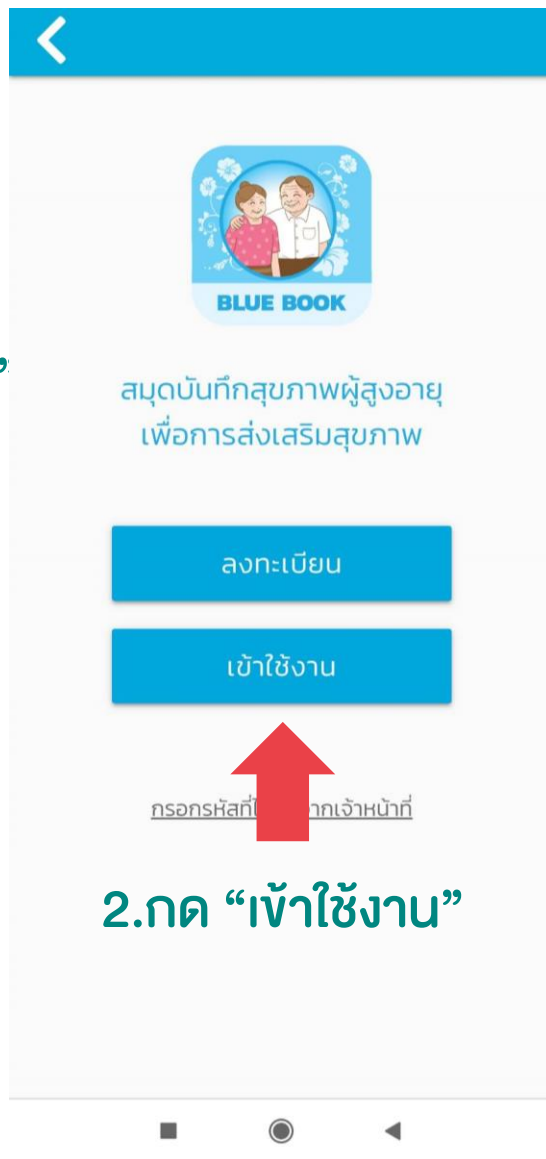 BLUE BOOK
”
สมุดบันทึกสุขภาพผู้สูงอายุ
เพื่อการส่งเสริมสุขภาพ
ลงทะเบียน
เข้าใช้งาน
กรอกรหัสที่ ากเจ้าหน้าที่
2.กด “เข้าใช้งาน”